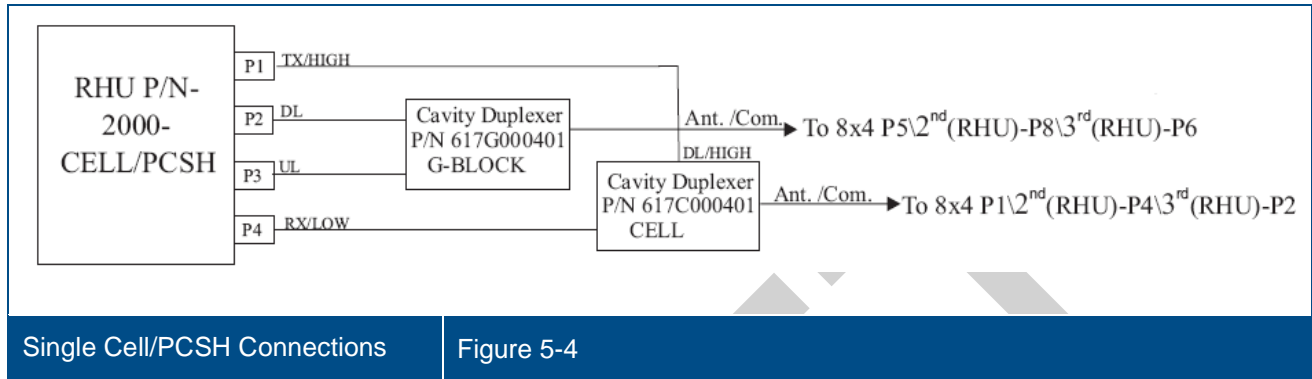 RHU P/N-
2000-
CELL/PCSH
P1 TX/HIGH
P2 DL
P3 UL
P4 RX/LOW
Cavity Duplexer
P/N 617G000401
G-BLOCK
Ant. /Com.
To 8x4 P5\2nd(RHU)-P8\3rd(RHU)-P6
DL/HIGH
Cavity Duplexer
P/N 617C000401
CELL
Ant. /Com.
To 8x4 P1\2nd(RHU)-P4\3rd(RHU)-P2
Single Cell/PCSH Connections
Figure 5-4